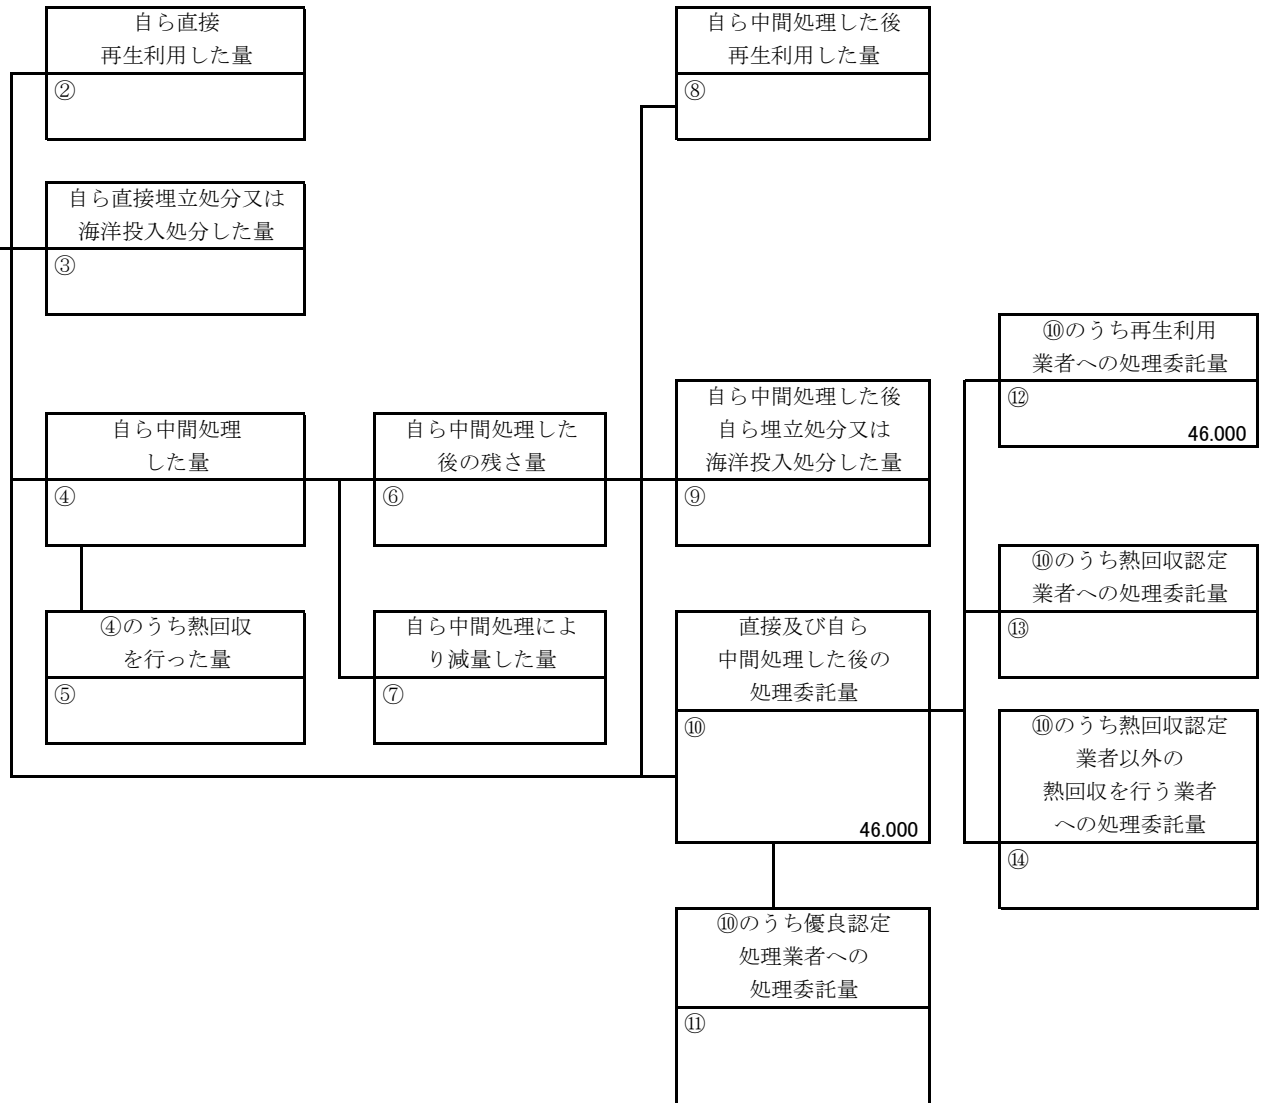 自ら直接
再生利用した量
②
自ら中間処理した後
再生利用した量
⑧
自ら直接埋立処分又は
海洋投入処分した量
③
⑩のうち再生利用
業者への処理委託量
⑫
46.000
自ら中間処理
した量
④
自ら中間処理した
後の残さ量
⑥
自ら中間処理した後
自ら埋立処分又は
海洋投入処分した量
⑨
⑩のうち熱回収認定
業者への処理委託量
⑬
④のうち熱回収
を行った量
⑤
自ら中間処理によ
り減量した量
⑦
直接及び自ら
中間処理した後の
処理委託量
⑩
46.000
⑩のうち熱回収認定
業者以外の
熱回収を行う業者
への処理委託量
⑭
⑩のうち優良認定
処理業者への
処理委託量
⑪